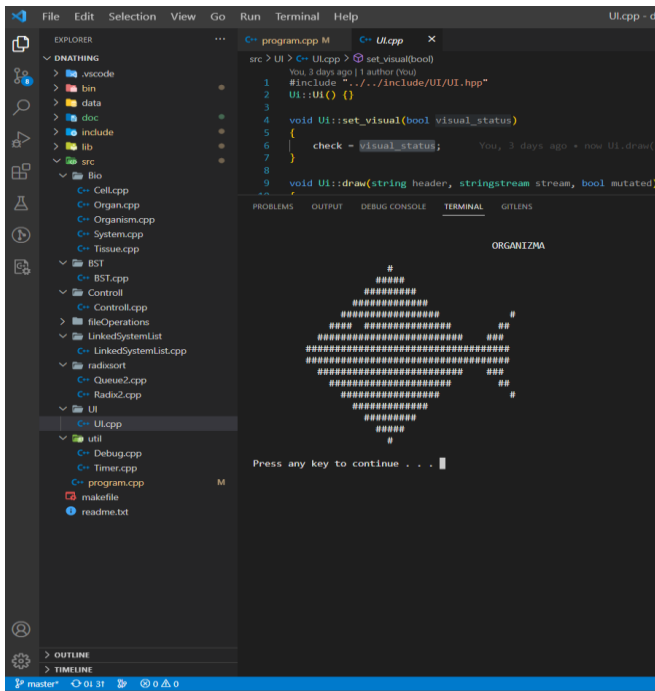 File Edit Selection View Go Run Terminal Help UI.cpp - d
EXPLORER ...
DNATHING
.vscode
bin
data
doc
include
lib
src
Bio
Cell.cpp
Organ.cpp
Organism.cpp
System.cpp
Tissue.cpp
BST
BST.cpp
Controll
Controll.cpp
fileOperations
LinkedSystemList
LinkedSystemList.cpp
radixsort
Queue2.cpp
Radix2.cpp
UI
UI.cpp
util
Debug.cpp
Timer.cpp
program.cpp M
makefile
readme.txt
OUTLINE
TIMELINE
program.cpp M UI.cpp ×
src > UI > UI.cpp > set_visual(bool)
You, 3 days ago | 1 author (You)
1 #include "../../include/UI/UI.hpp"
2 Ui::Ui() {}
3
4 void Ui::set_visual(bool visual_status)
5 {
6 check = visual_status; You, 3 days ago • now Ui.draw(
7 }
8
9 void Ui::draw(string header, stringstream stream, bool mutated)
PROBLEMS OUTPUT DEBUG CONSOLE TERMINAL GITLENS
ORGANIZMA
#
#####
#########
#############
################# #
#### ############### ##
######################### ###
###################################
###################################
######################### ###
##################### ##
################# #
#############
#########
#####
#
Press any key to continue . . .
master* 0↓ 3↑ 0 0